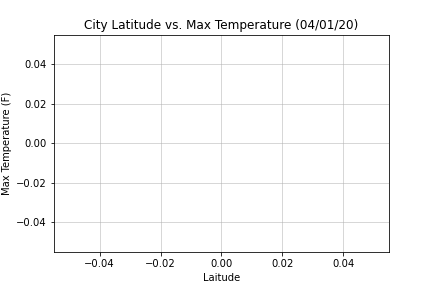 City Latitude vs. Max Temperature (04/01/20)
Max Temperature (F)
0.04
0.02
0.00
−0.02
−0.04
−0.04 −0.02 0.00 0.02 0.04
Laitude